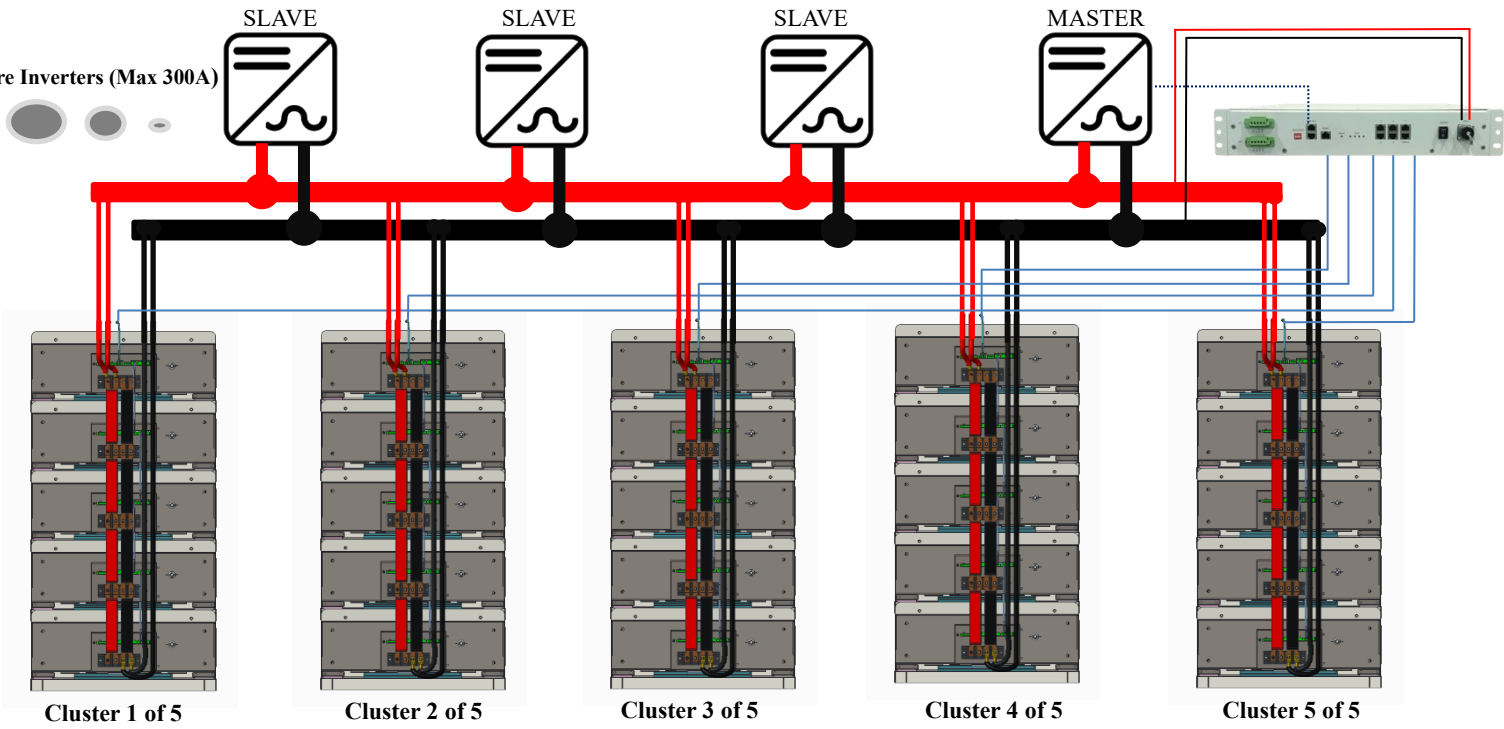 SLAVE
SLAVE
SLAVE
MASTER
re Inverters (Max 300A)
Cluster 1 of 5
Cluster 2 of 5
Cluster 3 of 5
Cluster 4 of 5
Cluster 5 of 5